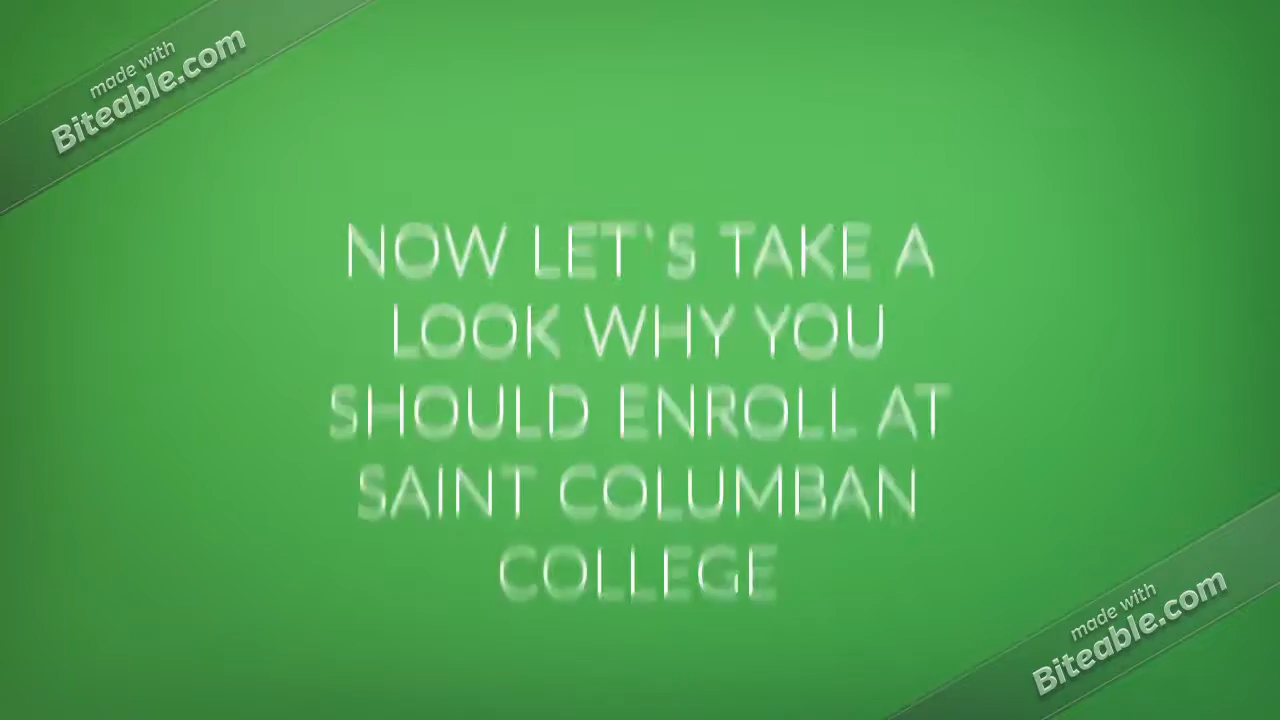 made with
Biteable.com
NOW LET'S TAKE A
LOOK WHY YOU
SHOULD ENROLL AT
SAINT COLUMBAN
COLLEGE
made with
Biteable.com